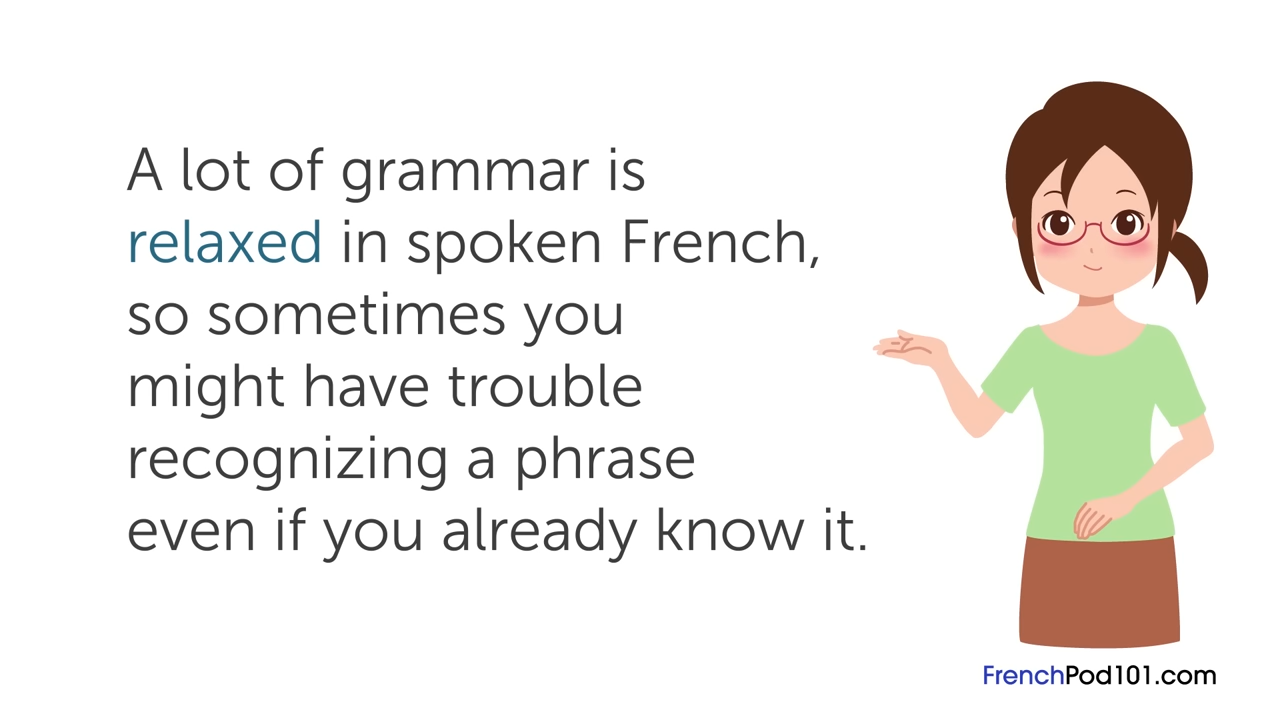 A lot of grammar is
relaxed in spoken French,
so sometimes you
might have trouble
recognizing a phrase
even if you already know it.
FrenchPod101.com